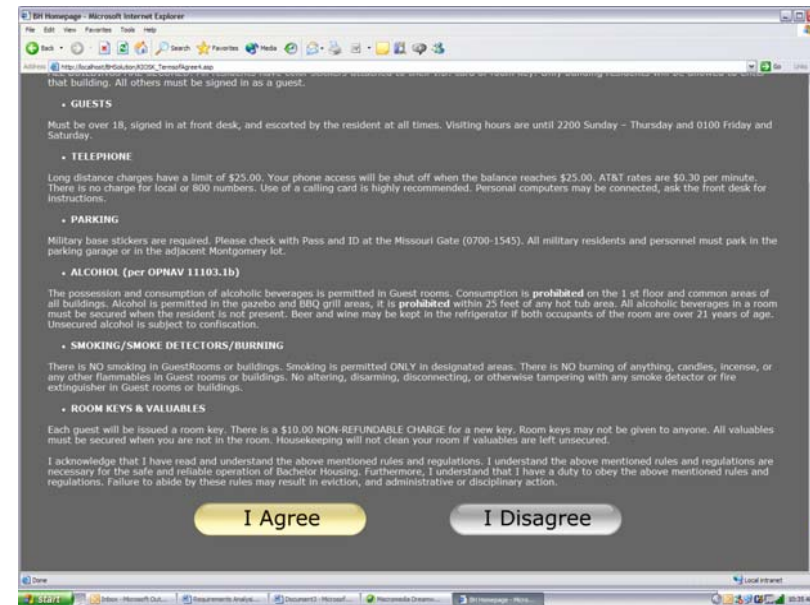 BH Homepage - Microsoft Internet Explorer
File Edit View Favorites Tools Help
Back Search Favorites Media
Address http://localhost/BHSolution/KIOSK_TermsofAgree4.asp Go Links
that building. All others must be signed in as a guest.
• GUESTS
Must be over 18, signed in at front desk, and escorted by the resident at all times. Visiting hours are until 2200 Sunday – Thursday and 0100 Friday and
Saturday.
• TELEPHONE
Long distance charges have a limit of $25.00. Your phone access will be shut off when the balance reaches $25.00. AT&T rates are $0.30 per minute.
There is no charge for local or 800 numbers. Use of a calling card is highly recommended. Personal computers may be connected, ask the front desk for
instructions.
• PARKING
Military base stickers are required. Please check with Pass and ID at the Missouri Gate (0700-1545). All military residents and personnel must park in the
parking garage or in the adjacent Montgomery lot.
• ALCOHOL (per OPNAV 11103.1b)
The possession and consumption of alcoholic beverages is permitted in Guest rooms. Consumption is prohibited on the 1 st floor and common areas of
all buildings. Alcohol is permitted in the gazebo and BBQ grill areas, it is prohibited within 25 feet of any hot tub area. All alcoholic beverages in a room
must be secured when the resident is not present. Beer and wine may be kept in the refrigerator if both occupants of the room are over 21 years of age.
Unsecured alcohol is subject to confiscation.
• SMOKING/SMOKE DETECTORS/BURNING
There is NO smoking in GuestRooms or buildings. Smoking is permitted ONLY in designated areas. There is NO burning of anything, candles, incense, or
any other flammables in Guest rooms or buildings. No altering, disarming, disconnecting, or otherwise tampering with any smoke detector or fire
extinguisher in Guest rooms or buildings.
• ROOM KEYS & VALUABLES
Each guest will be issued a room key. There is a $10.00 NON-REFUNDABLE CHARGE for a new key. Room keys may not be given to anyone. All valuables
must be secured when you are not in the room. Housekeeping will not clean your room if valuables are left unsecured.
I acknowledge that I have read and understand the above mentioned rules and regulations. I understand the above mentioned rules and regulations are
necessary for the safe and reliable operation of Bachelor Housing. Furthermore, I understand that I have a duty to obey the above mentioned rules and
regulations. Failure to abide by these rules may result in eviction, and administrative or disciplinary action.
I Agree I Disagree
Done Local intranet
start Inbox - Microsoft Out... Requirements Analysi... Document3 - Microsof... Macromedia Dreamw... BH Homepage - Micro...